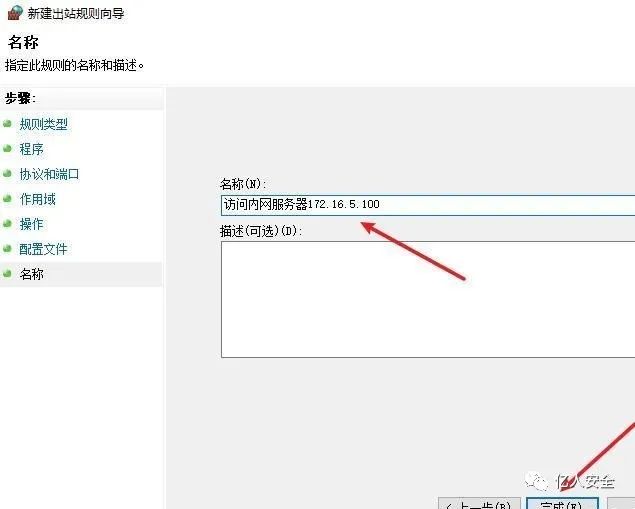 新建出站规则向导
名称
指定此规则的名称和描述。
步骤:
规则类型
程序
协议和端口
作用域
操作
配置文件
名称
名称(N):
访问内网服务器172.16.5.100
描述(可选)(D):
亿人安全
< 上一步(B)
完成(F)